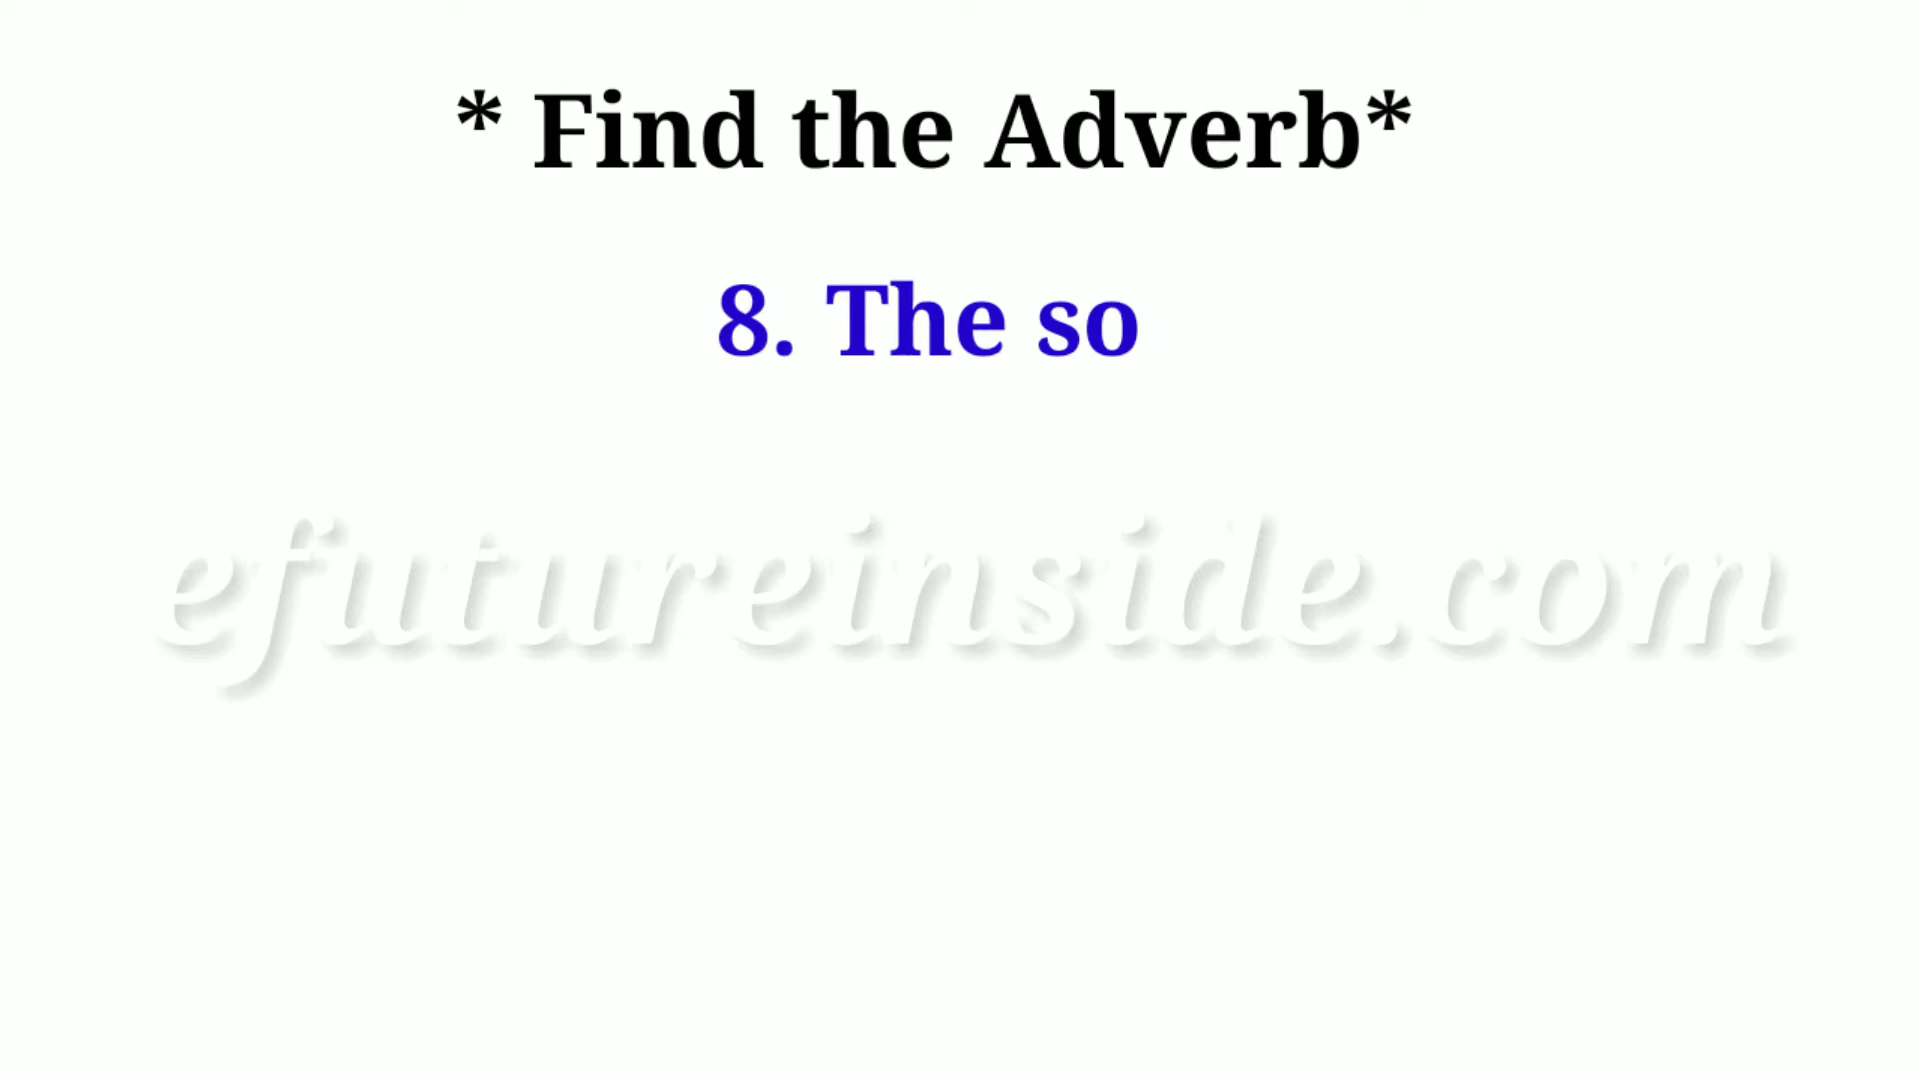 * Find the Adverb*
8. The so
efutureinside.com